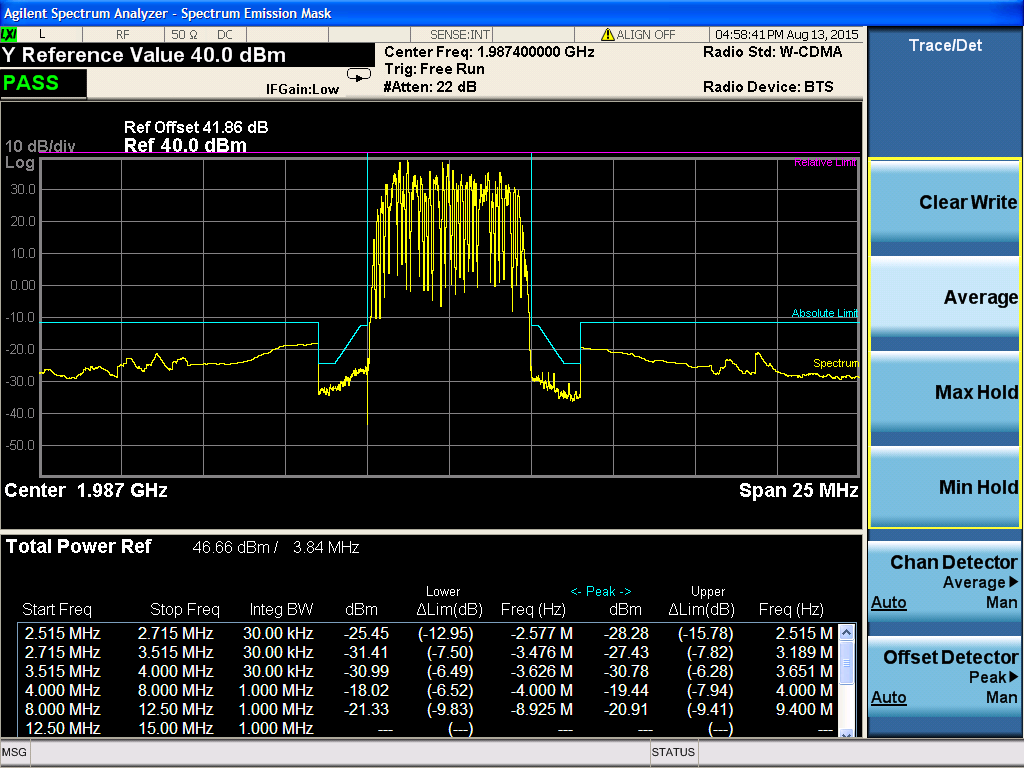 Agilent Spectrum Analyzer - Spectrum Emission Mask
LXI L RF 50 Ω DC SENSE:INT ALIGN OFF 04:58:41 PM Aug 13, 2015
Y Reference Value 40.0 dBm
PASS
IFGain:Low
Center Freq: 1.987400000 GHz
Trig: Free Run
#Atten: 22 dB
Radio Std: W-CDMA
Radio Device: BTS
Trace/Det
Ref Offset 41.86 dB
10 dB/div Ref 40.0 dBm
Log
Relative Limit
30.0
20.0
10.0
0.00
-10.0
-20.0
-30.0
-40.0
-50.0
Absolute Limit
Spectrum
Center 1.987 GHz Span 25 MHz
Total Power Ref 46.66 dBm / 3.84 MHz
Lower <- Peak -> Upper
Start Freq Stop Freq Integ BW dBm ΔLim(dB) Freq (Hz) dBm ΔLim(dB) Freq (Hz)
2.515 MHz 2.715 MHz 30.00 kHz -25.45 (-12.95) -2.577 M -28.28 (-15.78) 2.515 M
2.715 MHz 3.515 MHz 30.00 kHz -31.41 (-7.50) -3.476 M -27.43 (-7.82) 3.189 M
3.515 MHz 4.000 MHz 30.00 kHz -30.99 (-6.49) -3.626 M -30.78 (-6.28) 3.651 M
4.000 MHz 8.000 MHz 1.000 MHz -18.02 (-6.52) -4.000 M -19.44 (-7.94) 4.000 M
8.000 MHz 12.50 MHz 1.000 MHz -21.33 (-9.83) -8.925 M -20.91 (-9.41) 9.400 M
12.50 MHz 15.00 MHz 1.000 MHz --- (---) --- --- (---) ---
Clear Write
Average
Max Hold
Min Hold
Chan Detector
Average
Auto Man
Offset Detector
Peak
Auto Man
MSG STATUS